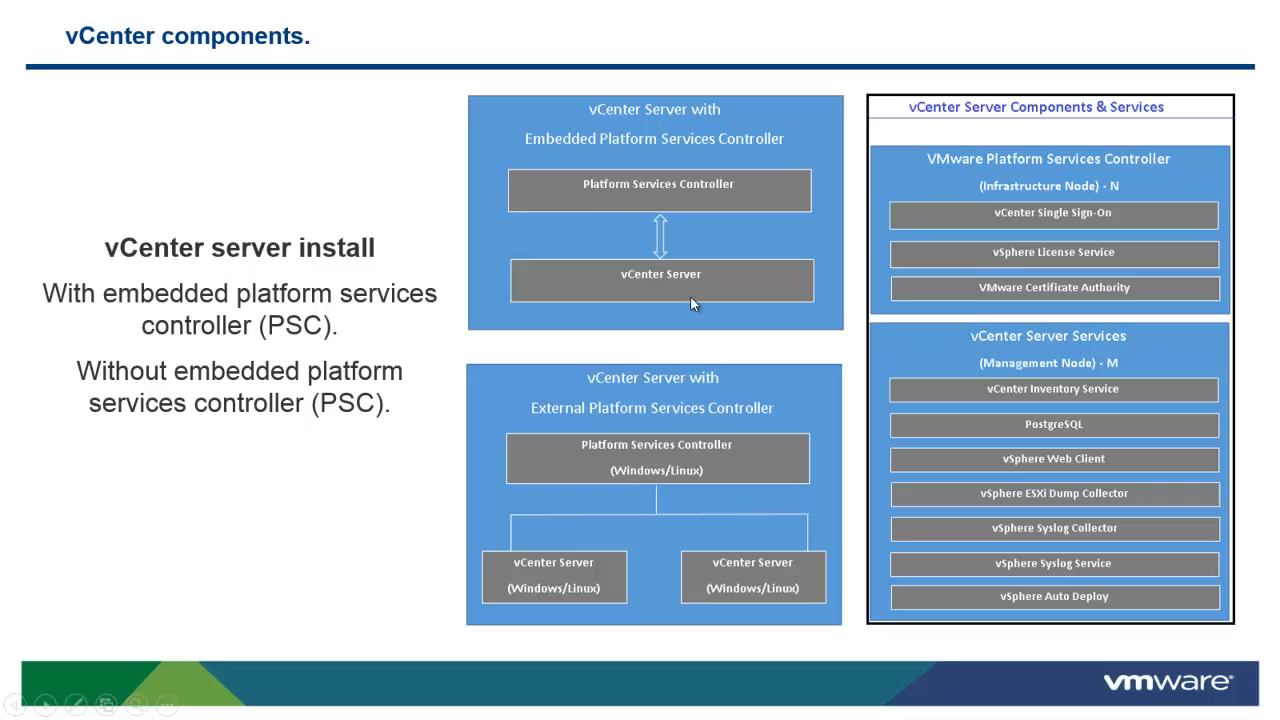 vCenter components.
vCenter server install
With embedded platform services
controller (PSC).
Without embedded platform
services controller (PSC).
vCenter Server with
Embedded Platform Services Controller
Platform Services Controller
vCenter Server
vCenter Server with
External Platform Services Controller
Platform Services Controller
(Windows/Linux)
vCenter Server
(Windows/Linux)
vCenter Server
(Windows/Linux)
vCenter Server Components & Services
VMware Platform Services Controller
(Infrastructure Node) - N
vCenter Single Sign-On
vSphere License Service
VMware Certificate Authority
vCenter Server Services
(Management Node) - M
vCenter Inventory Service
PostgreSQL
vSphere Web Client
vSphere ESXi Dump Collector
vSphere Syslog Collector
vSphere Syslog Service
vSphere Auto Deploy
vmware®